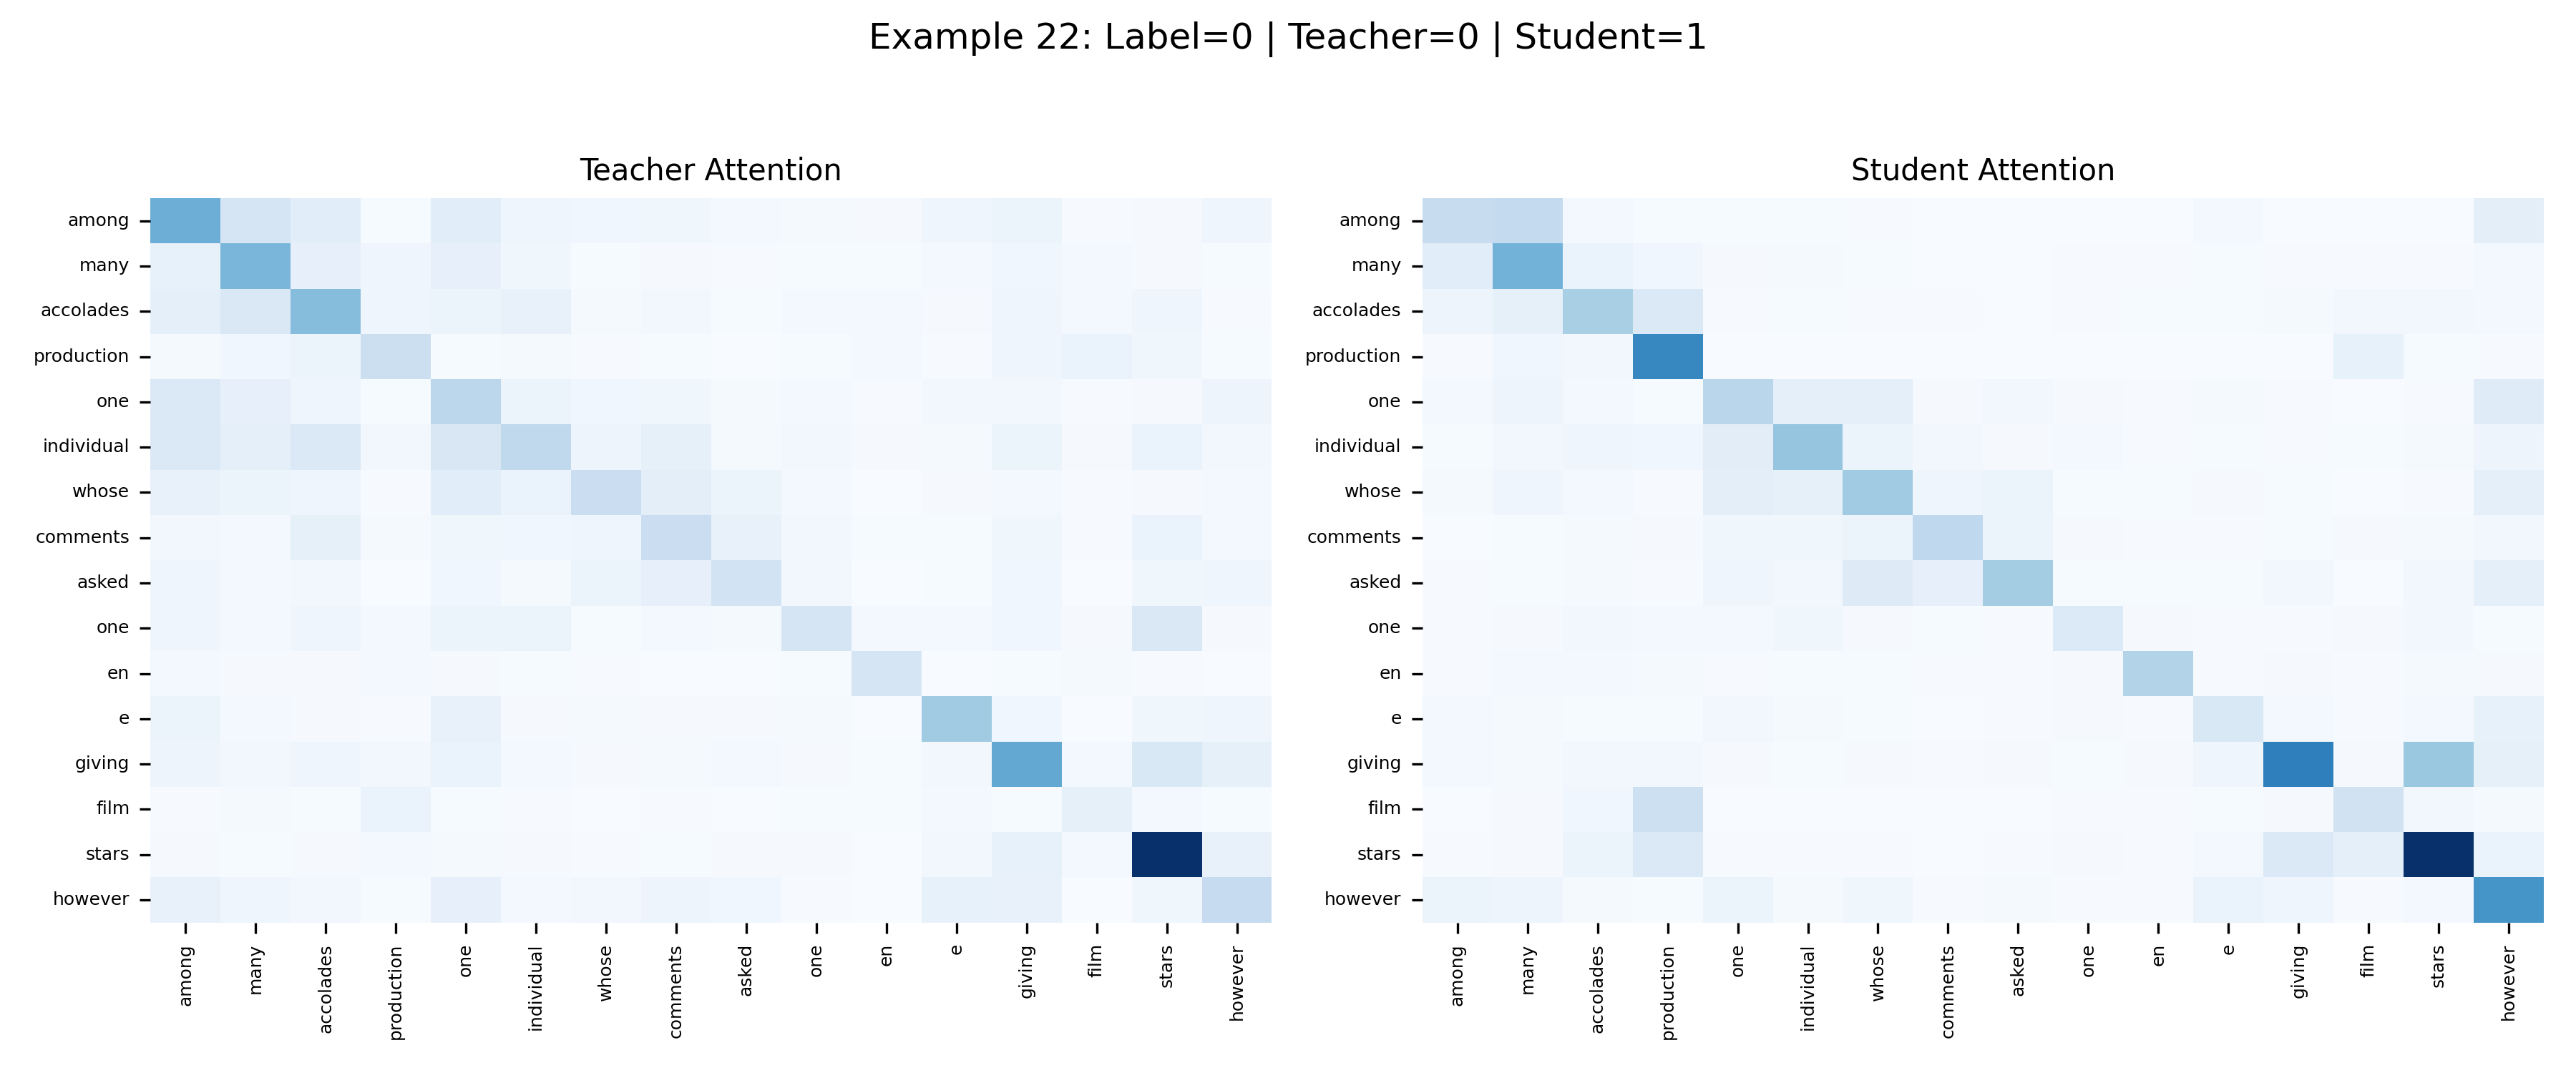 Example 22: Label=0 | Teacher=0 | Student=1
Teacher Attention
among
many
accolades
production
one
individual
whose
comments
asked
one
en
e
giving
film
stars
however
among
many
accolades
production
one
individual
whose
comments
asked
one
en
e
giving
film
stars
however
Student Attention
among
many
accolades
production
one
individual
whose
comments
asked
one
en
e
giving
film
stars
however
among
many
accolades
production
one
individual
whose
comments
asked
one
en
e
giving
film
stars
however